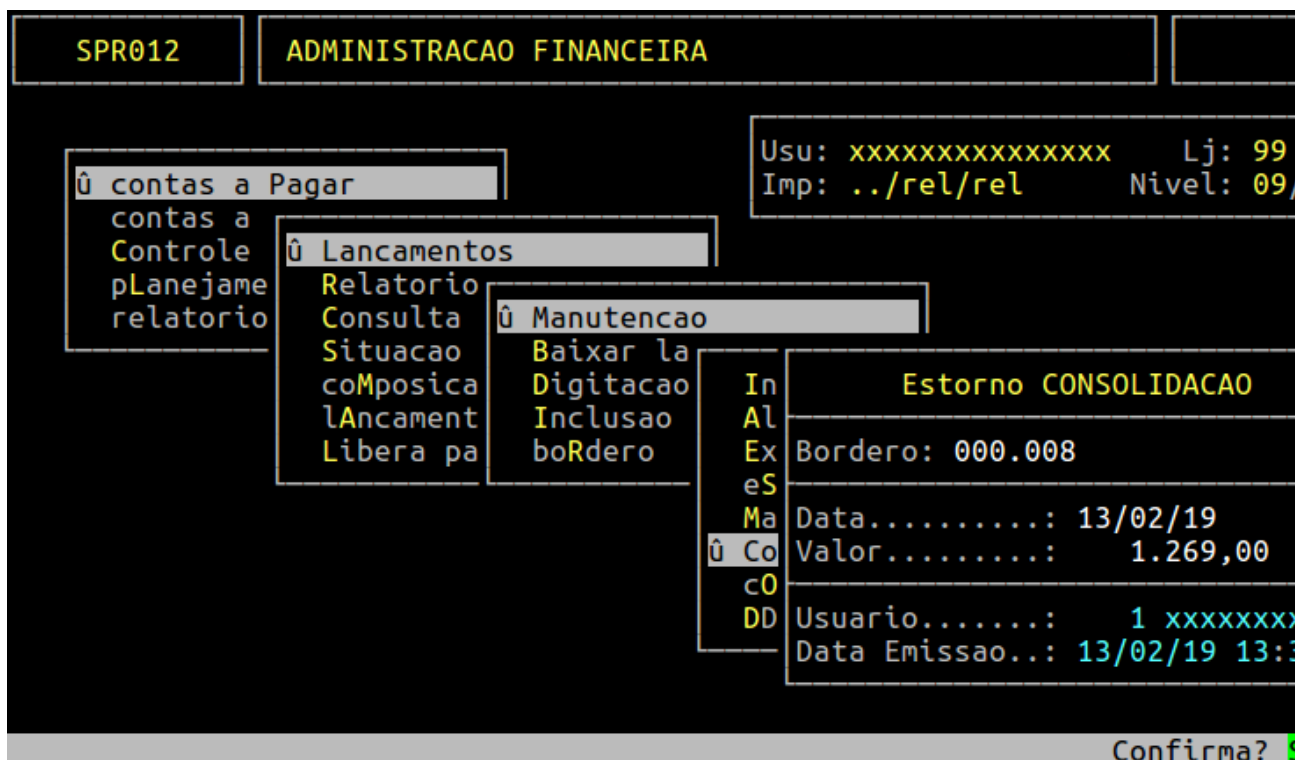 SPR012 ADMINISTRACAO FINANCEIRA
Usu: xxxxxxxxxxxxxxx Lj: 99
Imp: ../rel/rel Nivel: 09/
û contas a Pagar
contas a
Controle
pLanejame
relatorio
û Lancamentos
Relatorio
Consulta
Situacao
coMposica
lAncament
Libera pa
û Manutencao
Baixar la
Digitacao
Inclusao
boRdero
In
Al
Ex
eS
Ma
û Co
cO
DD
Estorno CONSOLIDACAO
Bordero: 000.008
Data..........: 13/02/19
Valor.........: 1.269,00
Usuario.......: 1 xxxxxxxx
Data Emissao..: 13/02/19 13:
Confirma?